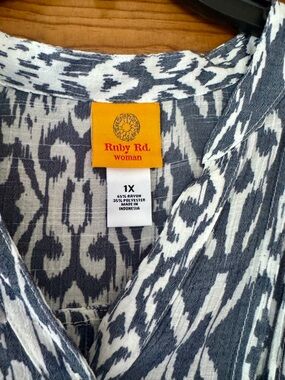 Ruby Rd.
woman
1X
65% RAYON
35% POLYESTER
MADE IN
INDONESIA